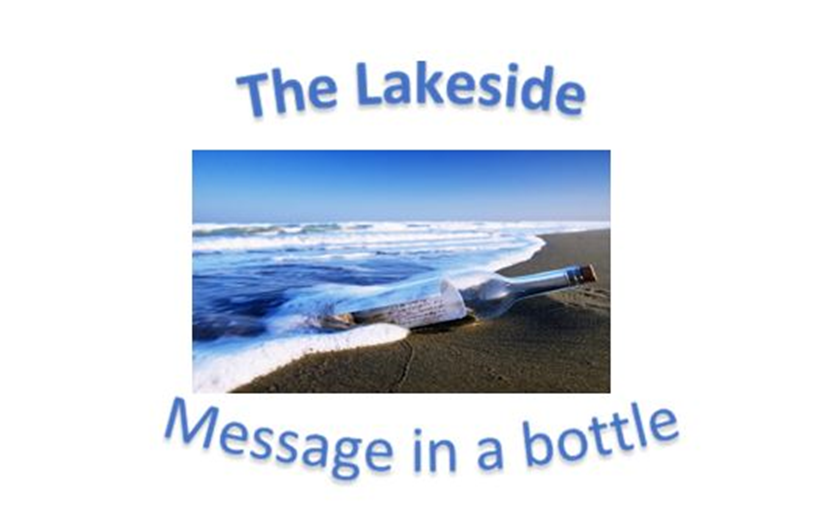 The Lakeside
Message in a bottle